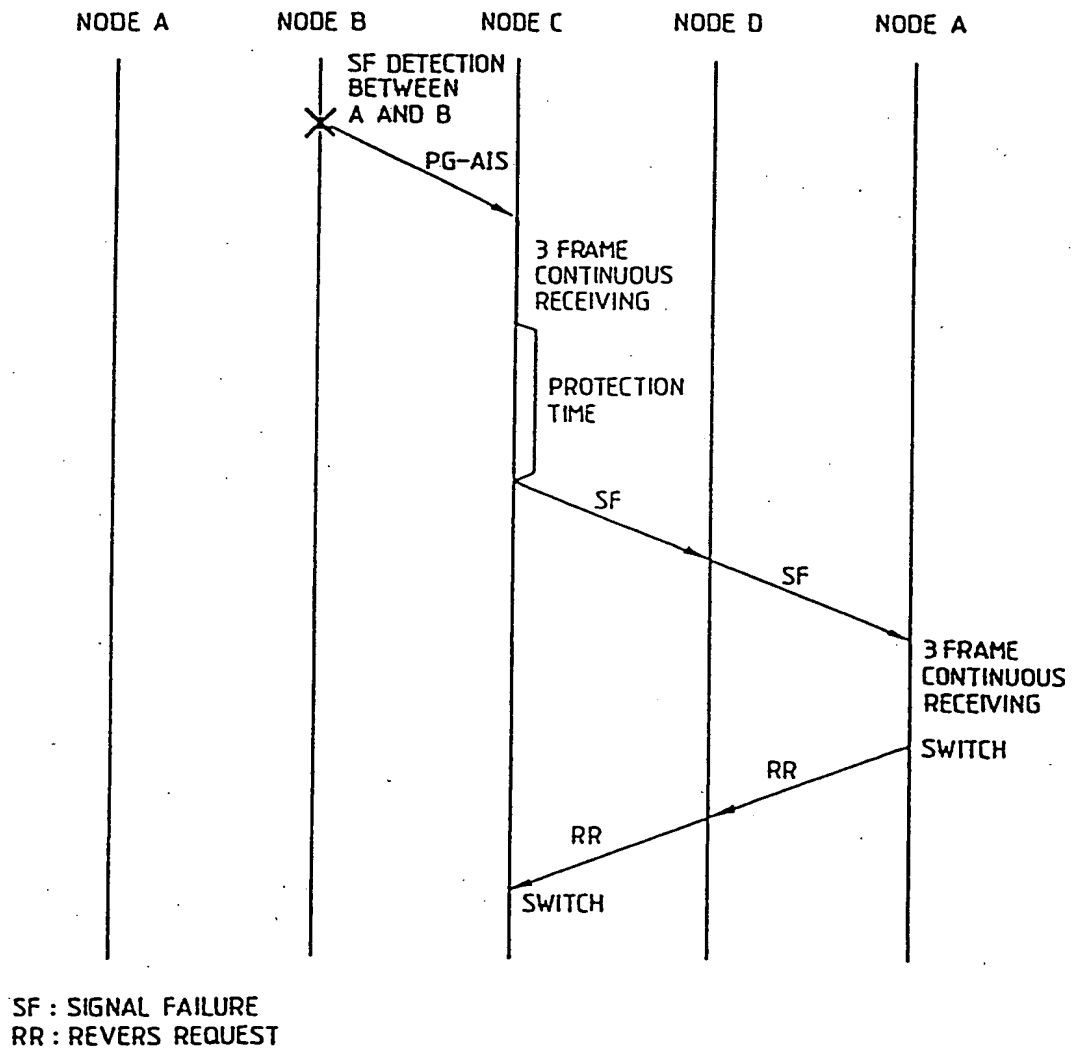 NODE A NODE B NODE C NODE D NODE A
SF DETECTION
BETWEEN
A AND B
PG-AIS
3 FRAME
CONTINUOUS
RECEIVING
PROTECTION
TIME
SF
SF
3 FRAME
CONTINUOUS
RECEIVING
SWITCH
RR
RR
SWITCH
SF : SIGNAL FAILURE
RR : REVERS REQUEST